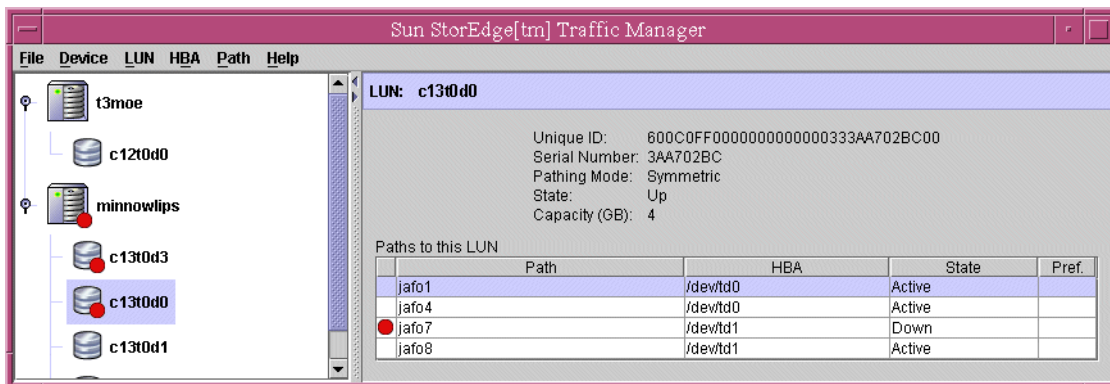 Sun StorEdge[tm] Traffic Manager
File Device LUN HBA Path Help
t3moe
c12t0d0
minnowlips
c13t0d3
c13t0d0
c13t0d1
LUN: c13t0d0
Unique ID: 600C0FF0000000000000333AA702BC00
Serial Number: 3AA702BC
Pathing Mode: Symmetric
State: Up
Capacity (GB): 4
Paths to this LUN
Path HBA State Pref.
jafo1 /dev/td0 Active
jafo4 /dev/td0 Active
jafo7 /dev/td1 Down
jafo8 /dev/td1 Active